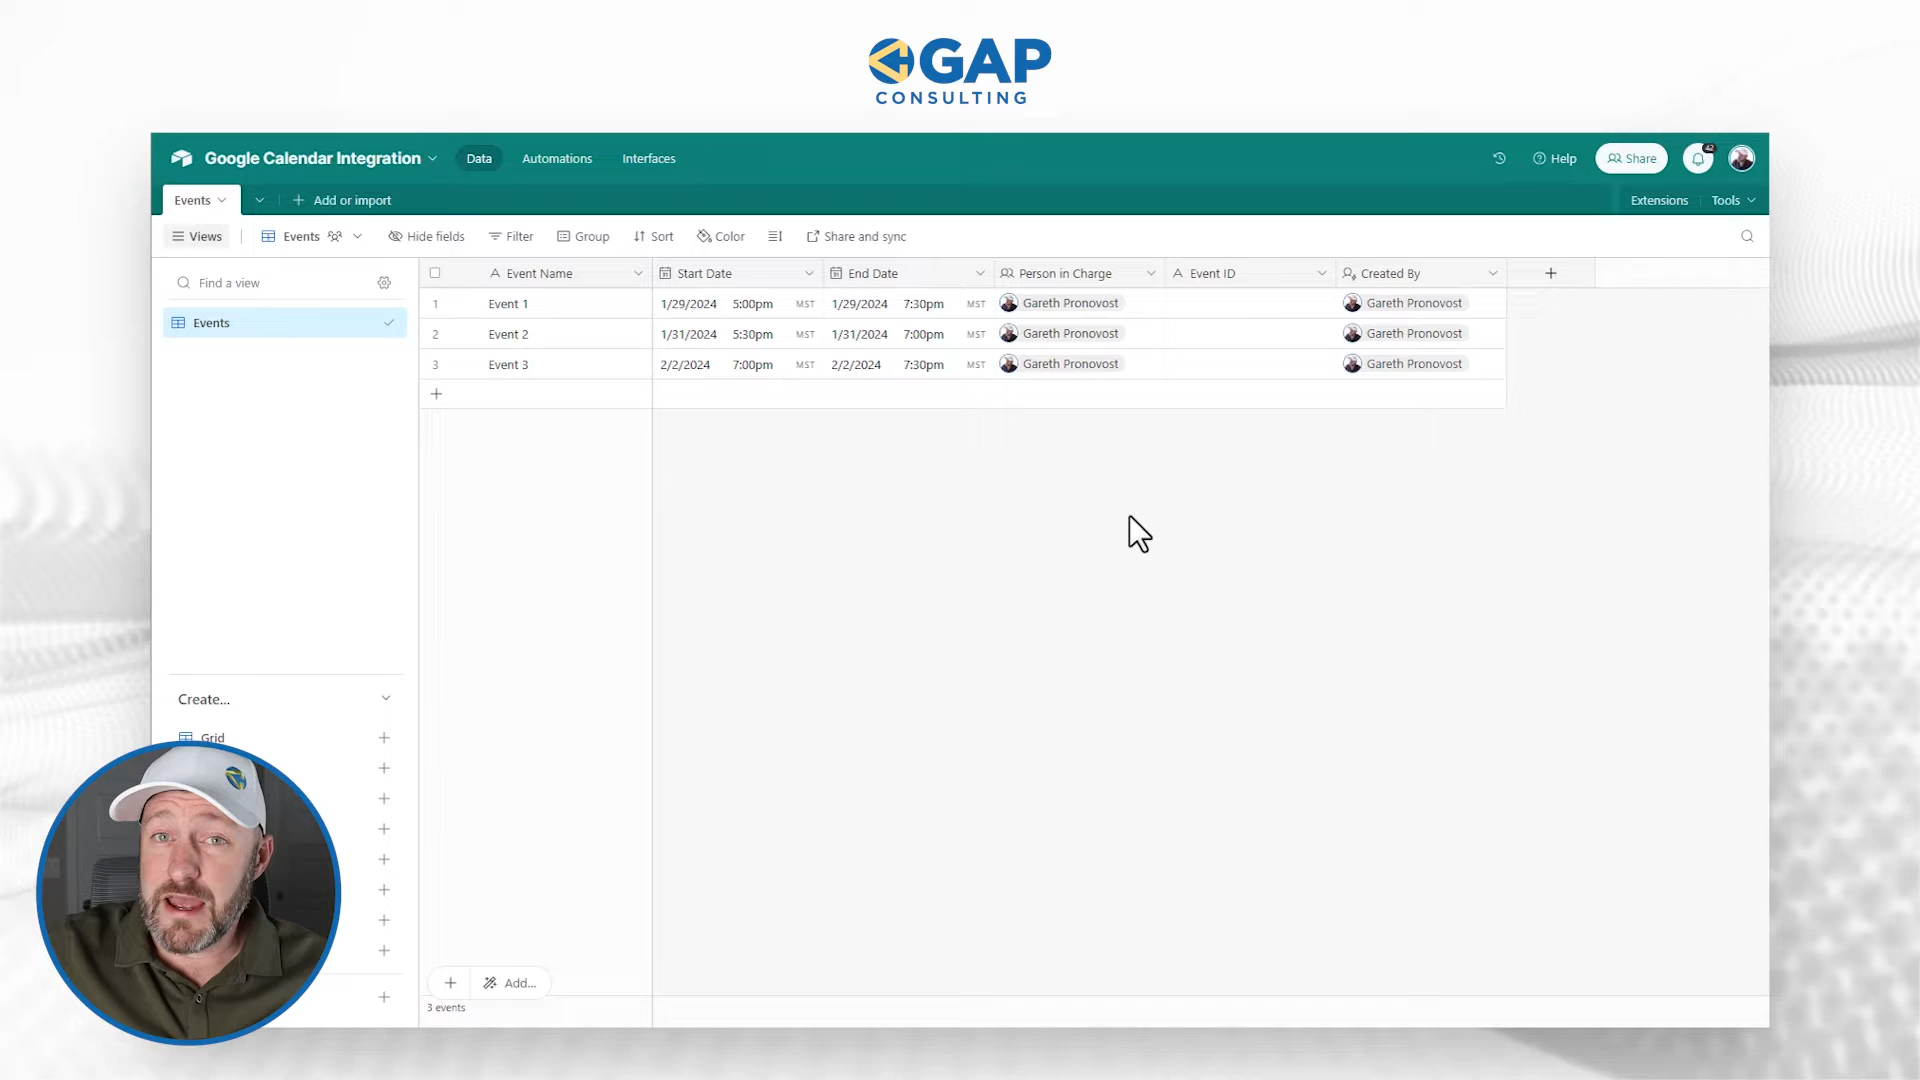 GAP
CONSULTING
Google Calendar Integration Data Automations Interfaces Help Share 42
Events Add or import Extensions Tools
Views Events Hide fields Filter Group Sort Color Share and sync
Find a view
Events
Event Name Start Date End Date Person in Charge Event ID Created By
1 Event 1 1/29/2024 5:00pm MST 1/29/2024 7:30pm MST Gareth Pronovost Gareth Pronovost
2 Event 2 1/31/2024 5:30pm MST 1/31/2024 7:00pm MST Gareth Pronovost Gareth Pronovost
3 Event 3 2/2/2024 7:00pm MST 2/2/2024 7:30pm MST Gareth Pronovost Gareth Pronovost
Create...
Grid
Add...
3 events